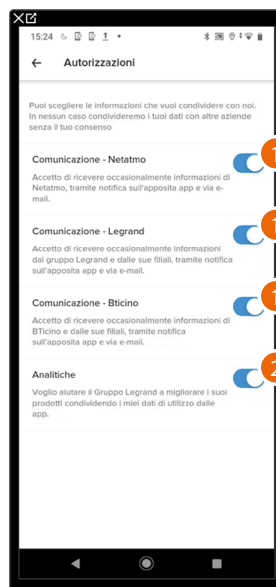 15:24
Autorizzazioni
Puoi scegliere le informazioni che vuoi condividere con noi.
In nessun caso condivideremo i tuoi dati con altre aziende
senza il tuo consenso
Comunicazione - Netatmo
1
Accetto di ricevere occasionalmente informazioni di
Netatmo, tramite notifica sull'apposita app e via e-
mail.
Comunicazione - Legrand
1
Accetto di ricevere occasionalmente informazioni
dal gruppo Legrand e dalle sue filiali, tramite notifica
sull'apposita app e via e-mail.
Comunicazione - Bticino
1
Accetto di ricevere occasionalmente informazioni di
BTicino e dalle sue filiali, tramite notifica
sull'apposita app e via e-mail.
Analitiche
2
Voglio aiutare il Gruppo Legrand a migliorare i suoi
prodotti condividendo i miei dati di utilizzo dalle
app.